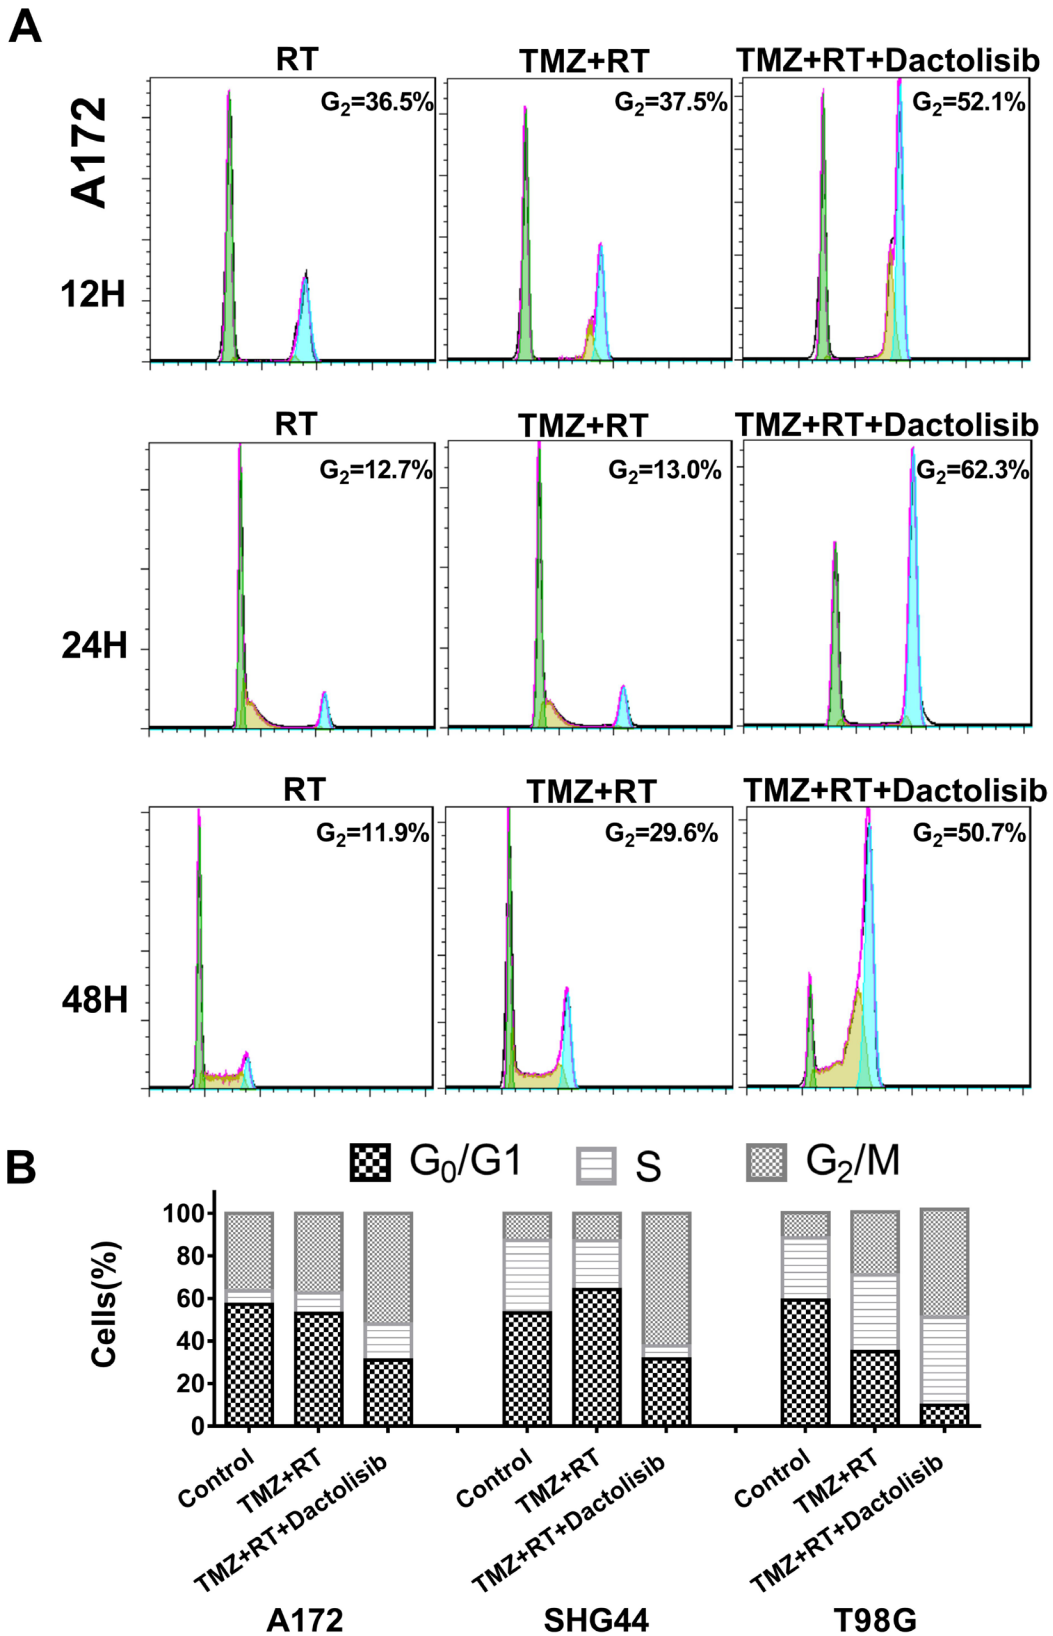 A
RT TMZ+RT TMZ+RT+Dactolisib
A172
G₂=36.5% G₂=37.5% G₂=52.1%
12H
RT TMZ+RT TMZ+RT+Dactolisib
G₂=12.7% G₂=13.0% G₂=62.3%
24H
RT TMZ+RT TMZ+RT+Dactolisib
G₂=11.9% G₂=29.6% G₂=50.7%
48H
B
G₀/G1 S G₂/M
Cells(%)
100
80
60
40
20
0
Control TMZ+RT TMZ+RT+Dactolisib Control TMZ+RT TMZ+RT+Dactolisib Control TMZ+RT TMZ+RT+Dactolisib
A172 SHG44 T98G